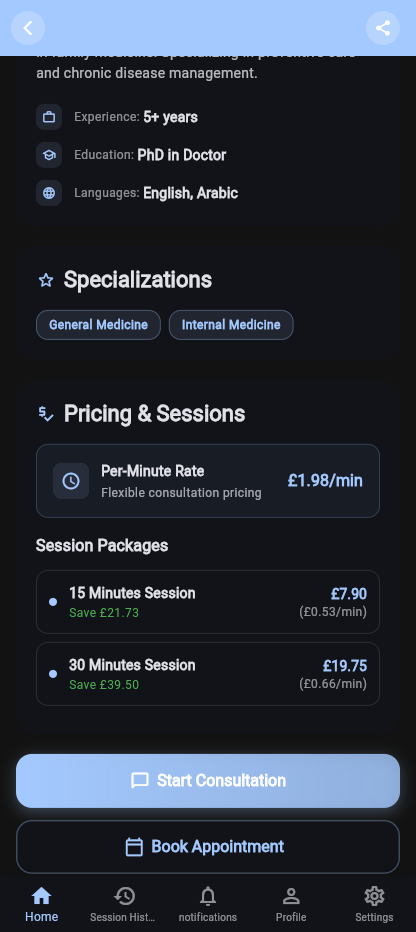 and chronic disease management.
Experience: 5+ years
Education: PhD in Doctor
Languages: English, Arabic
Specializations
General Medicine Internal Medicine
Pricing & Sessions
Per-Minute Rate
Flexible consultation pricing
£1.98/min
Session Packages
15 Minutes Session
Save £21.73
£7.90
(£0.53/min)
30 Minutes Session
Save £39.50
£19.75
(£0.66/min)
Start Consultation
Book Appointment
Home Session Hist... notifications Profile Settings